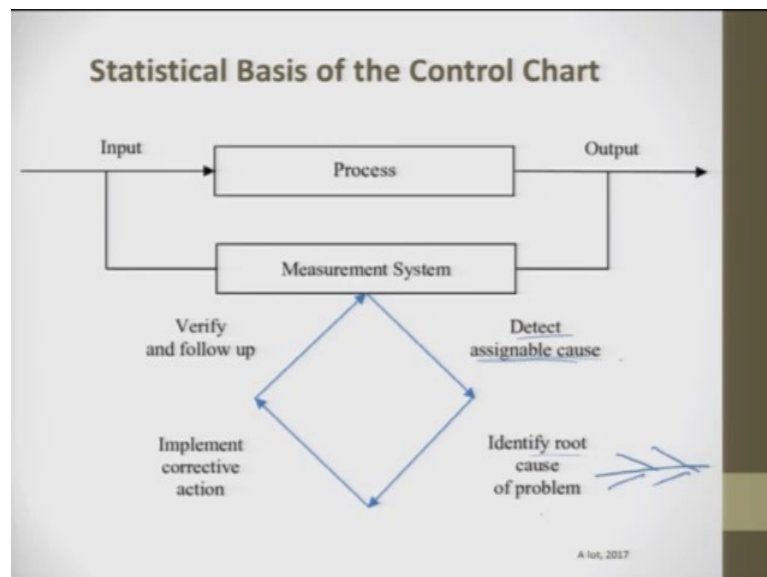 Statistical Basis of the Control Chart
Input
Output
Process
Measurement System
Verify
and follow up
Detect
assignable cause
Implement
corrective
action
Identify root
cause
of problem
A lot, 2017